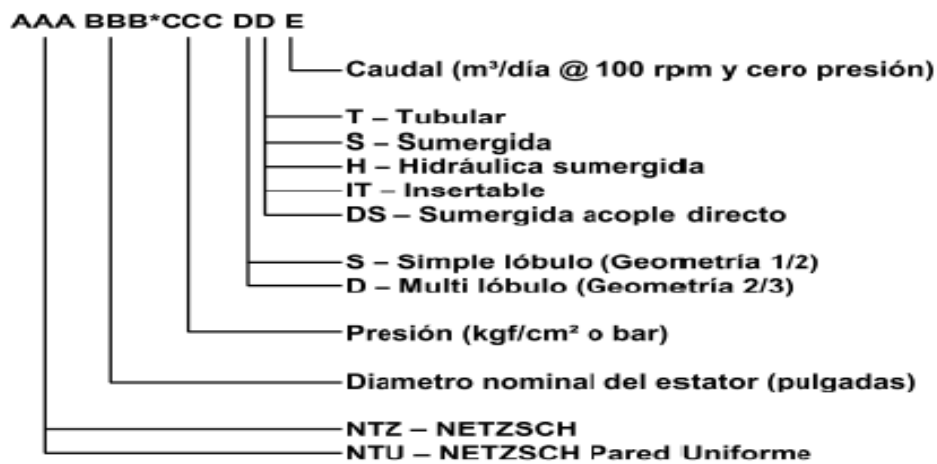 AAA BBB*CCC DD E
Caudal (m³/día @ 100 rpm y cero presión)
T – Tubular
S – Sumergida
H – Hidráulica sumergida
IT – Insertable
DS – Sumergida acople directo
S – Simple lóbulo (Geometría 1/2)
D – Multi lóbulo (Geometría 2/3)
Presión (kgf/cm² o bar)
Diametro nominal del estator (pulgadas)
NTZ – NETZSCH
NTU – NETZSCH Pared Uniforme